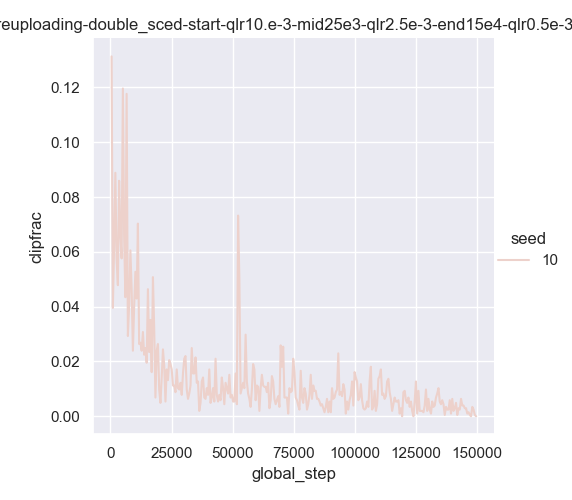 reuploading-double_sced-start-qlr10.e-3-mid25e3-qlr2.5e-3-end15e4-qlr0.5e-3
0.12
0.10
0.08
0.06
0.04
0.02
0.00
clipfrac
0 25000 50000 75000 100000 125000 150000
global_step
seed
10